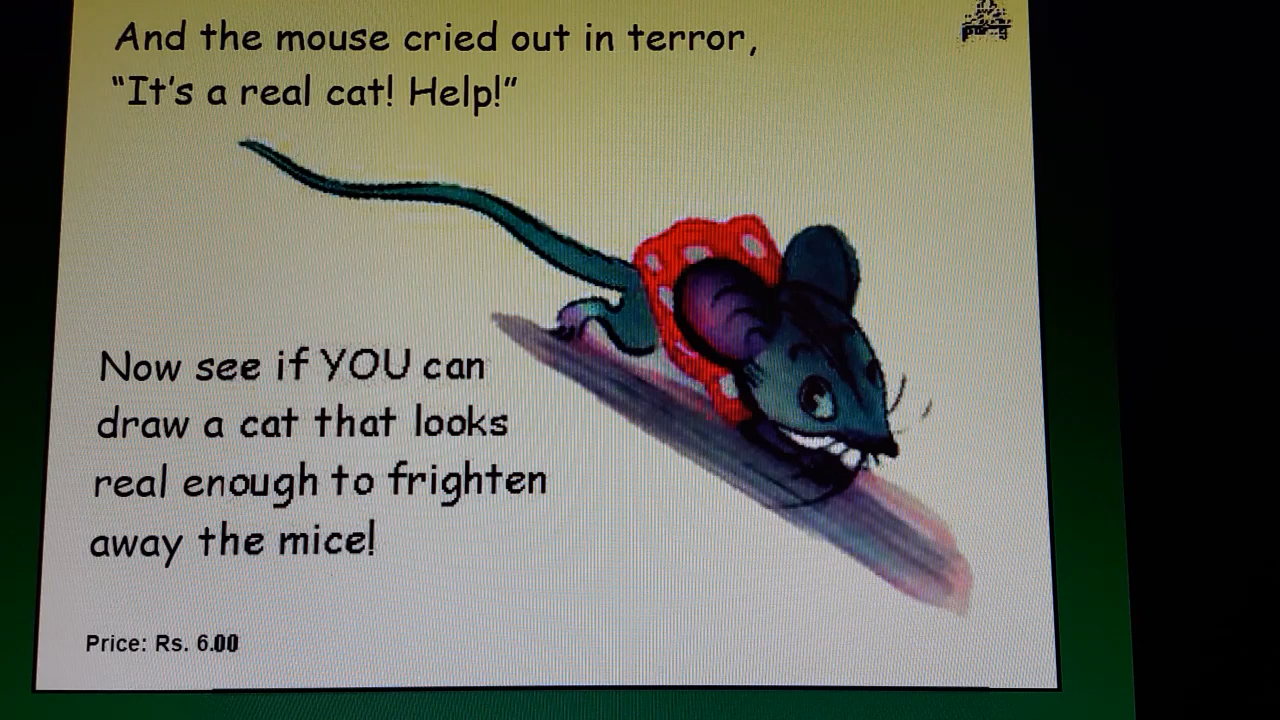 And the mouse cried out in terror,
"It's a real cat! Help!"
Now see if YOU can
draw a cat that looks
real enough to frighten
away the mice!
Price: Rs. 6.00